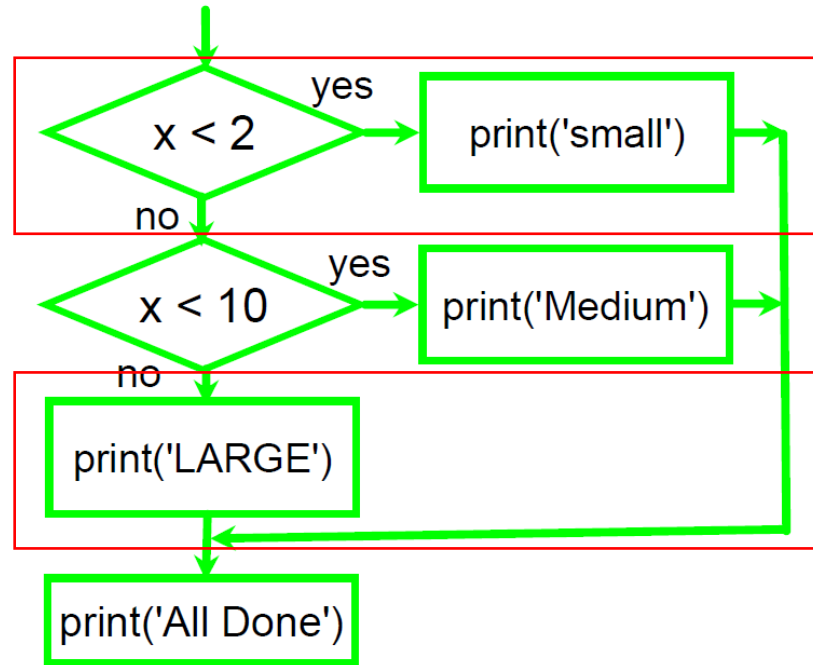 yes
x < 2
print('small')
no
yes
x < 10
print('Medium')
no
print('LARGE')
print('All Done')